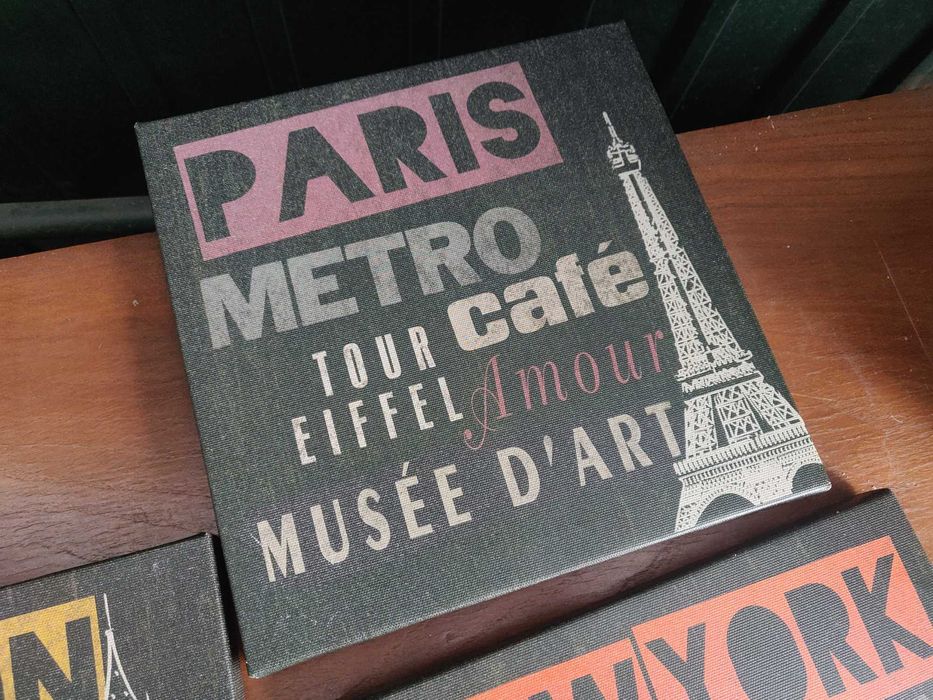 PARIS
METRO
café
TOUR
EIFFEL
Amour
MUSÉE D'ART
YORK